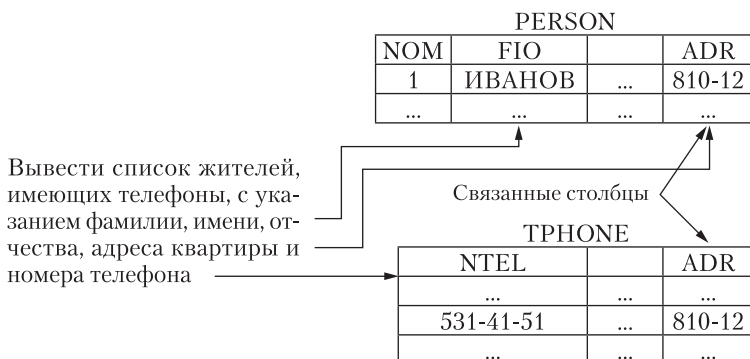 PERSON
NOM FIO ADR
1 ИВАНОВ ... 810-12
... ... ... ...
Вывести список жителей,
имеющих телефоны, с ука-
занием фамилии, имени, от-
чества, адреса квартиры и
номера телефона
Связанные столбцы
TPHONE
NTEL ADR
... ... ...
531-41-51 ... 810-12
... ... ...